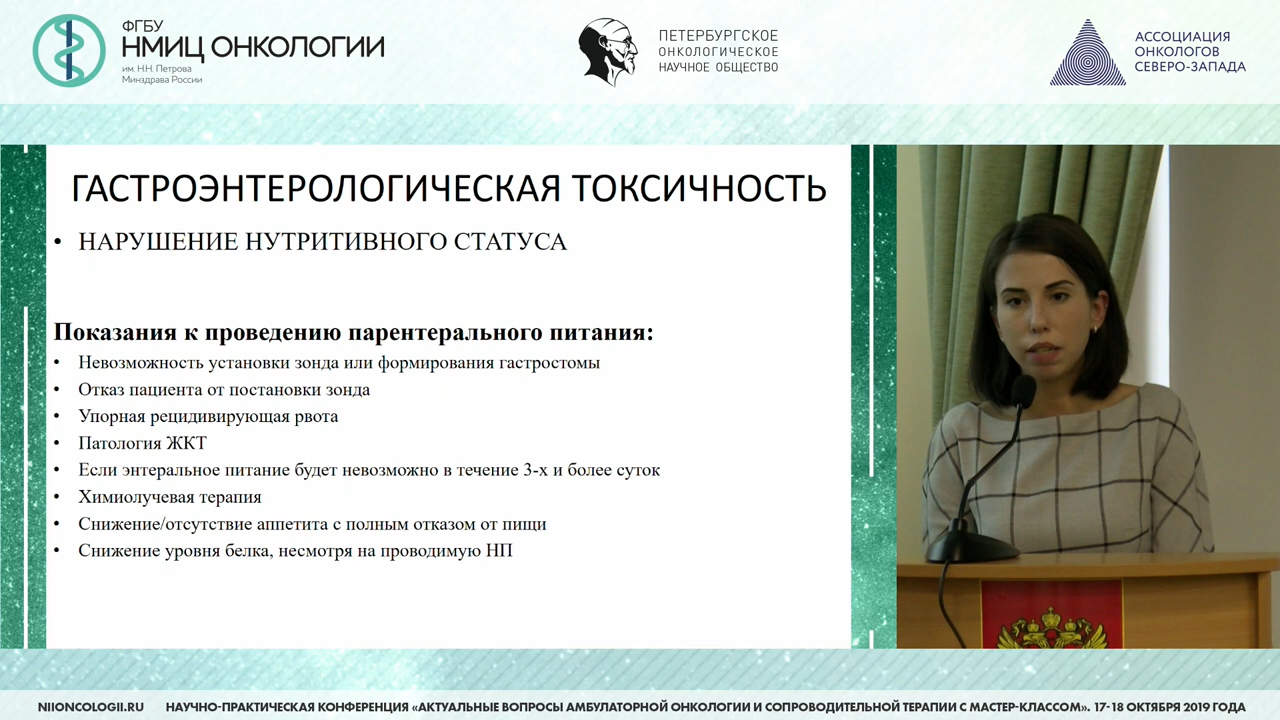 ФГБУ
НМИЦ ОНКОЛОГИИ
им. Н.Н. Петрова
Минздрава России
ПЕТЕРБУРГСКОЕ
ОНКОЛОГИЧЕСКОЕ
НАУЧНОЕ ОБЩЕСТВО
АССОЦИАЦИЯ
ОНКОЛОГОВ
СЕВЕРО-ЗАПАДА
ГАСТРОЭНТЕРОЛОГИЧЕСКАЯ ТОКСИЧНОСТЬ
• НАРУШЕНИЕ НУТРИТИВНОГО СТАТУСА
Показания к проведению парентерального питания:
• Невозможность установки зонда или формирования гастростомы
• Отказ пациента от постановки зонда
• Упорная рецидивирующая рвота
• Патология ЖКТ
• Если энтеральное питание будет невозможно в течение 3-х и более суток
• Химиолучевая терапия
• Снижение/отсутствие аппетита с полным отказом от пищи
• Снижение уровня белка, несмотря на проводимую НП
NIIONCOLOGII.RU НАУЧНО-ПРАКТИЧЕСКАЯ КОНФЕРЕНЦИЯ «АКТУАЛЬНЫЕ ВОПРОСЫ АМБУЛАТОРНОЙ ОНКОЛОГИИ И СОПРОВОДИТЕЛЬНОЙ ТЕРАПИИ С МАСТЕР-КЛАССОМ». 17-18 ОКТЯБРЯ 2019 ГОДА